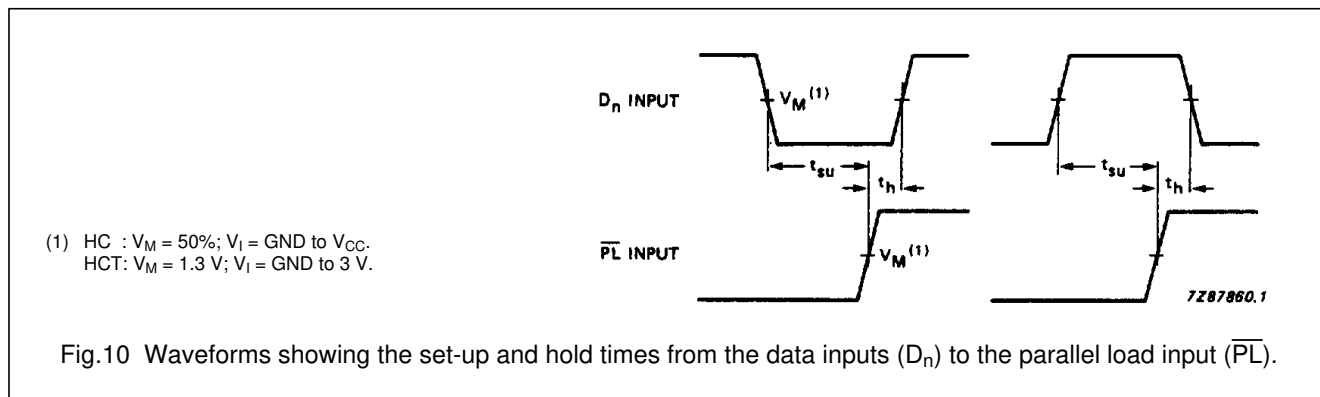 Dn INPUT
VM(1)
tsu
th
tsu
th
PL INPUT
VM(1)
(1) HC : VM = 50%; VI = GND to VCC.
HCT: VM = 1.3 V; VI = GND to 3 V.
7Z87860.1
Fig.10 Waveforms showing the set-up and hold times from the data inputs (Dn) to the parallel load input (PL).